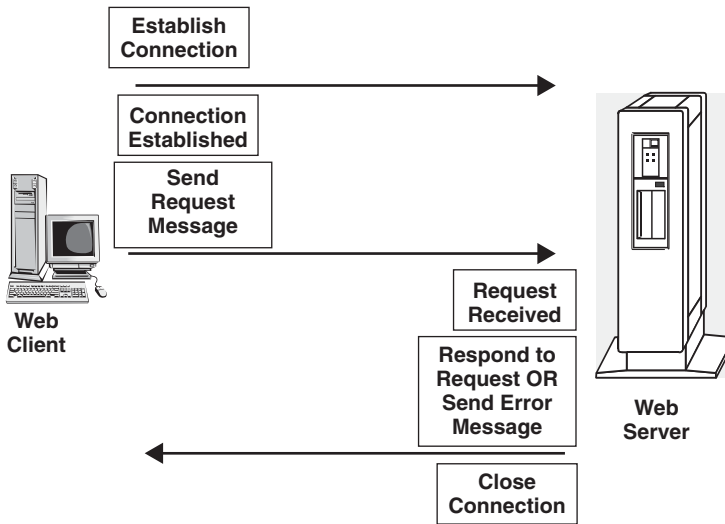 Establish
Connection
Connection
Established
Send
Request
Message
Web
Client
Request
Received
Respond to
Request OR
Send Error
Message
Web
Server
Close
Connection